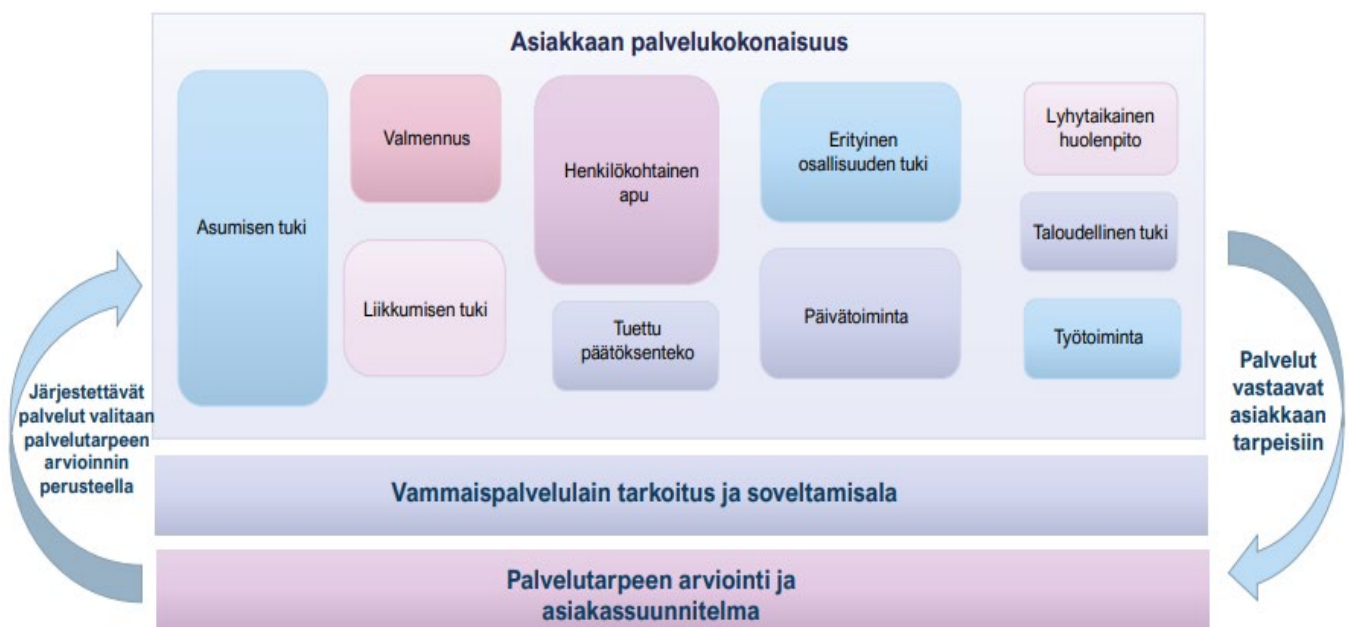 Asiakkaan palvelukokonaisuus
Asumisen tuki
Valmennus
Liikkumisen tuki
Henkilökohtainen
apu
Tuettu
päätöksenteko
Erityinen
osallisuuden tuki
Päivätoiminta
Lyhytaikainen
huolenpito
Taloudellinen tuki
Työtoiminta
Järjestettävät
palvelut valitaan
palvelutarpeen
arvioinnin
perusteella
Palvelut
vastaavat
asiakkaan
tarpeisiin
Vammaispalvelulain tarkoitus ja soveltamisala
Palvelutarpeen arviointi ja
asiakassuunnitelma